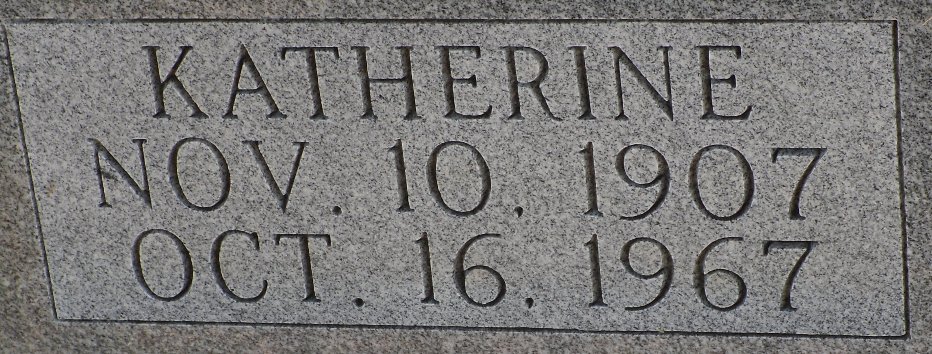 KATHERINE
NOV. 10, 1907
OCT. 16, 1967